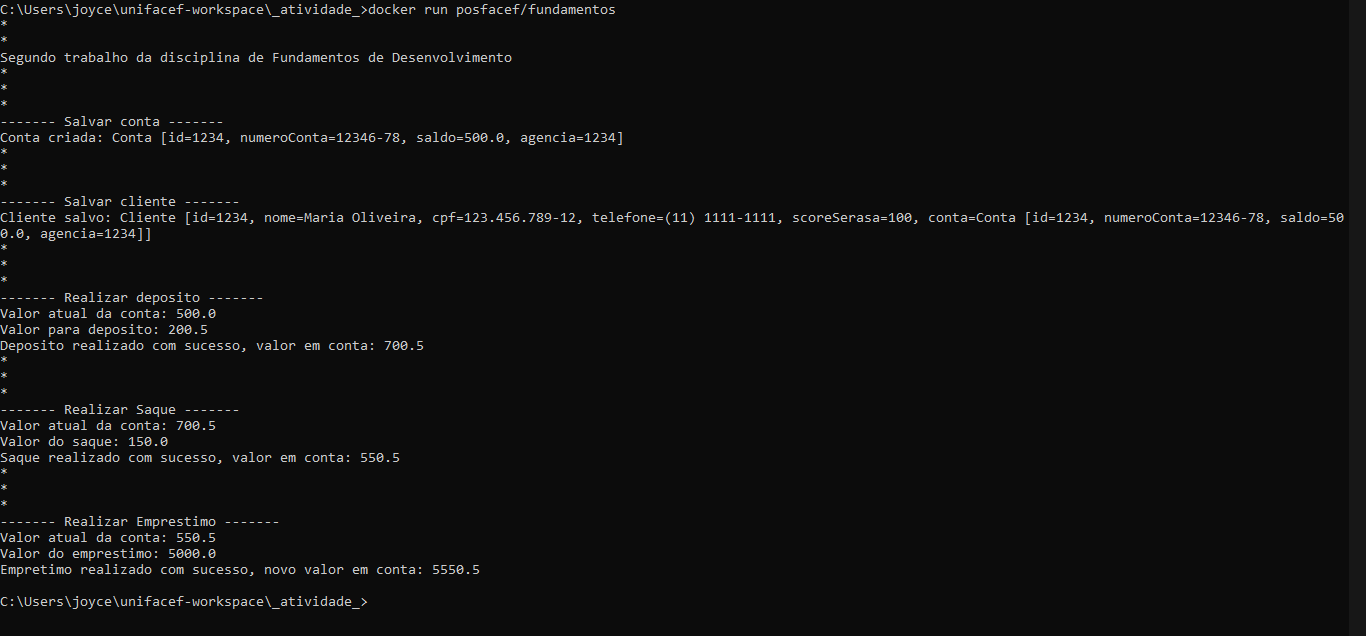 C:\Users\joyce\unifacef-workspace\_atividade_>docker run posfacef/fundamentos
*
*
Segundo trabalho da disciplina de Fundamentos de Desenvolvimento
*
*
*
------- Salvar conta -------
Conta criada: Conta [id=1234, numeroConta=12346-78, saldo=500.0, agencia=1234]
*
*
*
------- Salvar cliente -------
Cliente salvo: Cliente [id=1234, nome=Maria Oliveira, cpf=123.456.789-12, telefone=(11) 1111-1111, scoreSerasa=100, conta=Conta [id=1234, numeroConta=12346-78, saldo=50
0.0, agencia=1234]]
*
*
*
------- Realizar deposito -------
Valor atual da conta: 500.0
Valor para deposito: 200.5
Deposito realizado com sucesso, valor em conta: 700.5
*
*
*
------- Realizar Saque -------
Valor atual da conta: 700.5
Valor do saque: 150.0
Saque realizado com sucesso, valor em conta: 550.5
*
*
*
------- Realizar Emprestimo -------
Valor atual da conta: 550.5
Valor do emprestimo: 5000.0
Empretimo realizado com sucesso, novo valor em conta: 5550.5
C:\Users\joyce\unifacef-workspace\_atividade_>